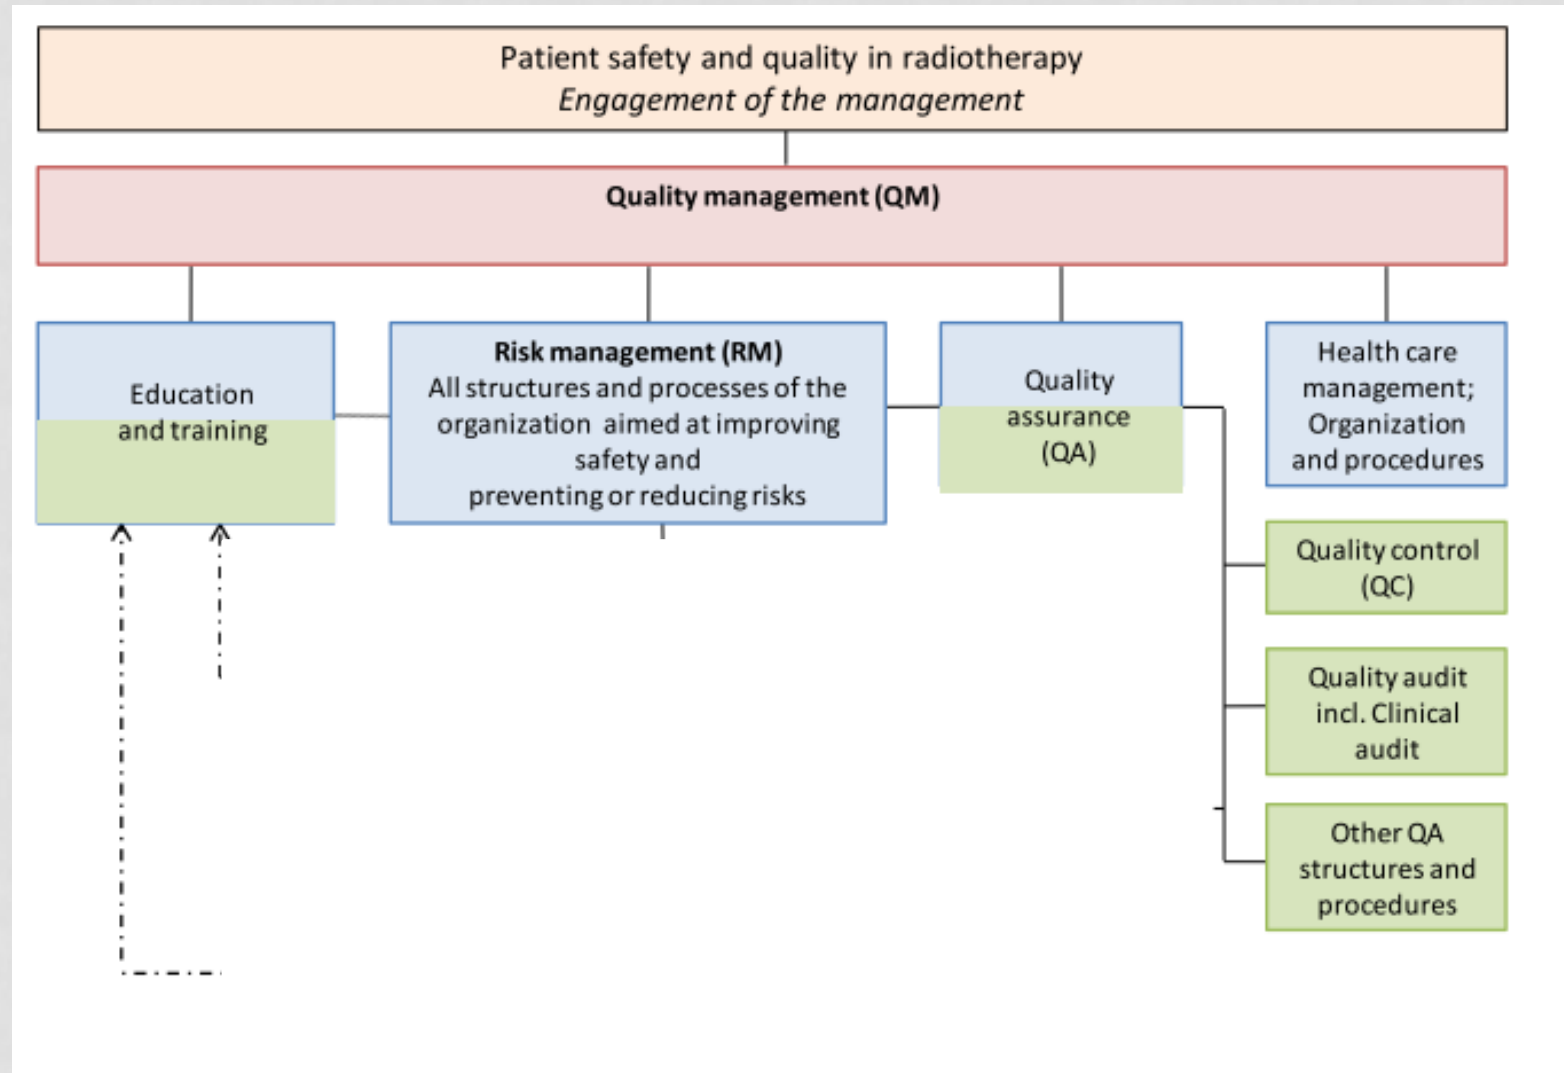 Patient safety and quality in radiotherapy
Engagement of the management
Quality management (QM)
Education
and training
Risk management (RM)
All structures and processes of the
organization aimed at improving
safety and
preventing or reducing risks
Quality
assurance
(QA)
Health care
management;
Organization
and procedures
Quality control
(QC)
Quality audit
incl. Clinical
audit
Other QA
structures and
procedures